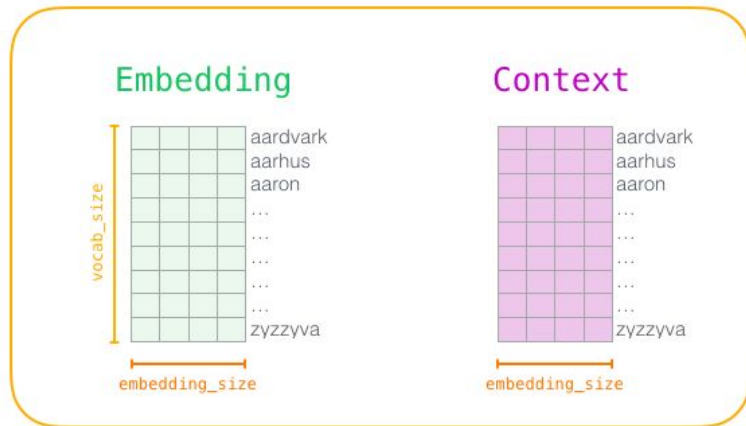 Embedding
Context
vocab_size
aardvark
aarhus
aaron
...
...
...
...
...
zyzzyva
embedding_size
aardvark
aarhus
aaron
...
...
...
...
...
zyzzyva
embedding_size